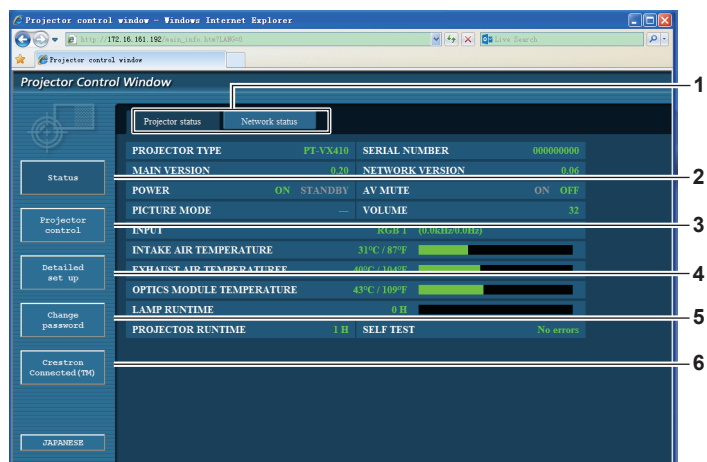 Projector control window - Windows Internet Explorer
http://172.16.161.192/main_info.htm?LANG=0
Live Search
Projector control window
Projector Control Window
1
Projector status Network status
PROJECTOR TYPE PT-VX410 SERIAL NUMBER 000000000
MAIN VERSION 0.20 NETWORK VERSION 0.06
Status
2
POWER ON STANDBY AV MUTE ON OFF
PICTURE MODE — VOLUME 32
Projector control
3
INPUT RGB 1 (0.0kHz/0.0Hz)
INTAKE AIR TEMPERATURE 31°C / 87°F
EXHAUST AIR TEMPERATUREE 40°C / 104°F
Detailed set up
4
OPTICS MODULE TEMPERATURE 43°C / 109°F
LAMP RUNTIME 0 H
Change password
5
PROJECTOR RUNTIME 1 H SELF TEST No errors
Crestron Connected(TM)
6
JAPANESE